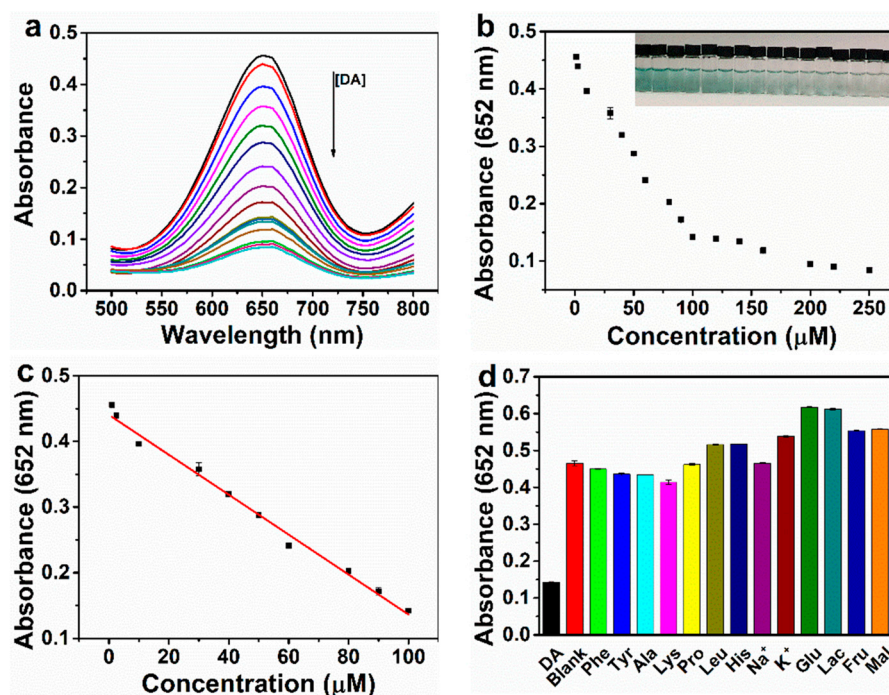 a
[DA]
Absorbance
0.5
0.4
0.3
0.2
0.1
0.0
500 550 600 650 700 750 800
Wavelength (nm)
b
Absorbance (652 nm)
0.5
0.4
0.3
0.2
0.1
0 50 100 150 200 250
Concentration (μM)
c
Absorbance (652 nm)
0.5
0.4
0.3
0.2
0.1
0 20 40 60 80 100
Concentration (μM)
d
Absorbance (652 nm)
0.7
0.6
0.5
0.4
0.3
0.2
0.1
0.0
DA Blank Phe Tyr Ala Lys Pro Leu His Na⁺ K⁺ Glu Lac Fru Mal